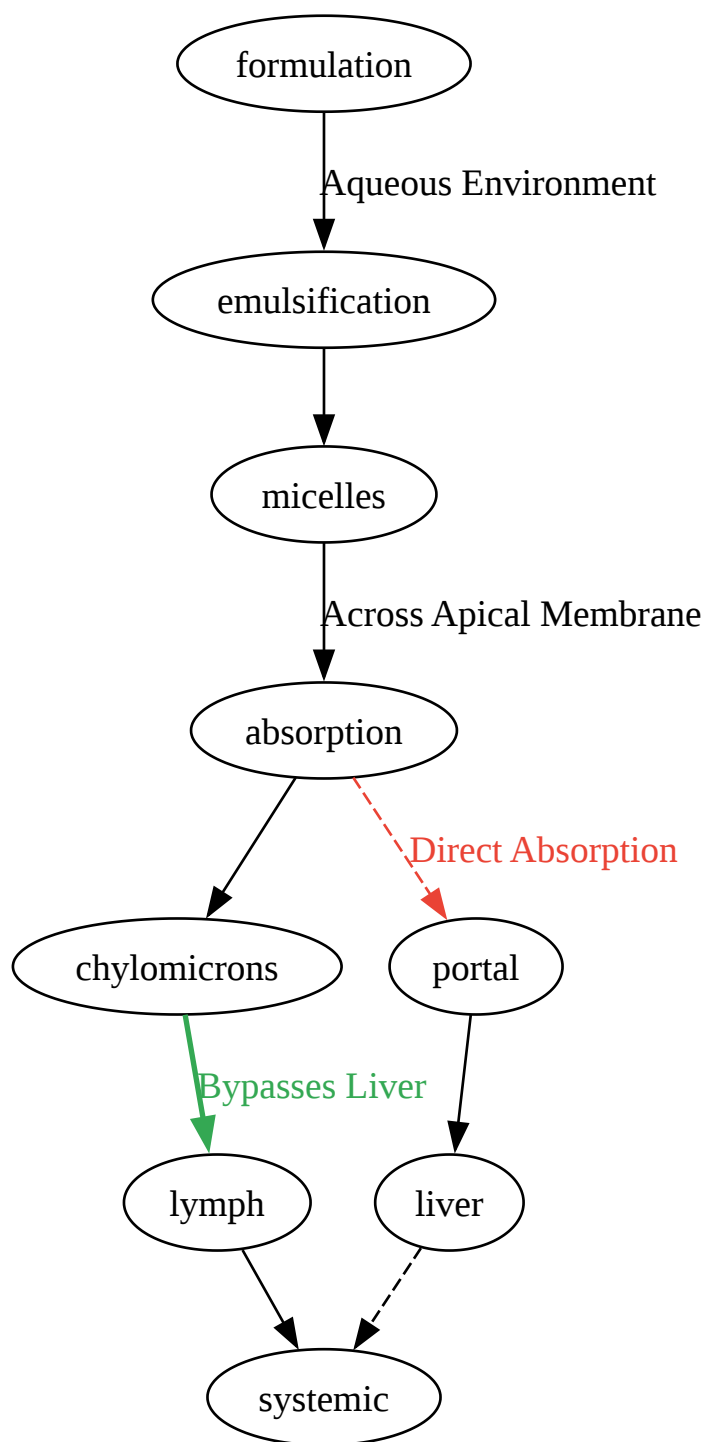 formulation
Aqueous Environment
emulsification
micelles
Across Apical Membrane
absorption
Direct Absorption
chylomicrons
portal
Bypasses Liver
lymph
liver
systemic